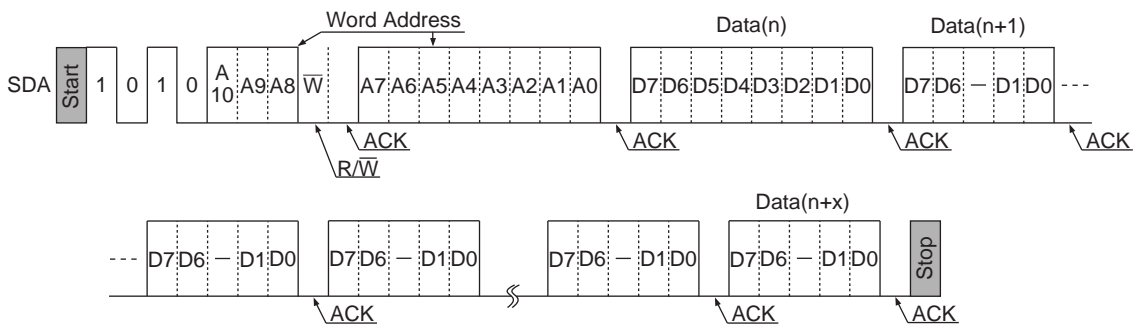 Word Address
Data(n)
Data(n+1)
SDA Start 1 0 1 0 A10 A9 A8 W̅ A7 A6 A5 A4 A3 A2 A1 A0 D7 D6 D5 D4 D3 D2 D1 D0 D7 D6 — D1 D0
ACK
ACK
ACK
ACK
R/W̅
Data(n+x)
D7 D6 — D1 D0 D7 D6 — D1 D0 D7 D6 — D1 D0 D7 D6 — D1 D0 Stop
ACK
ACK
ACK